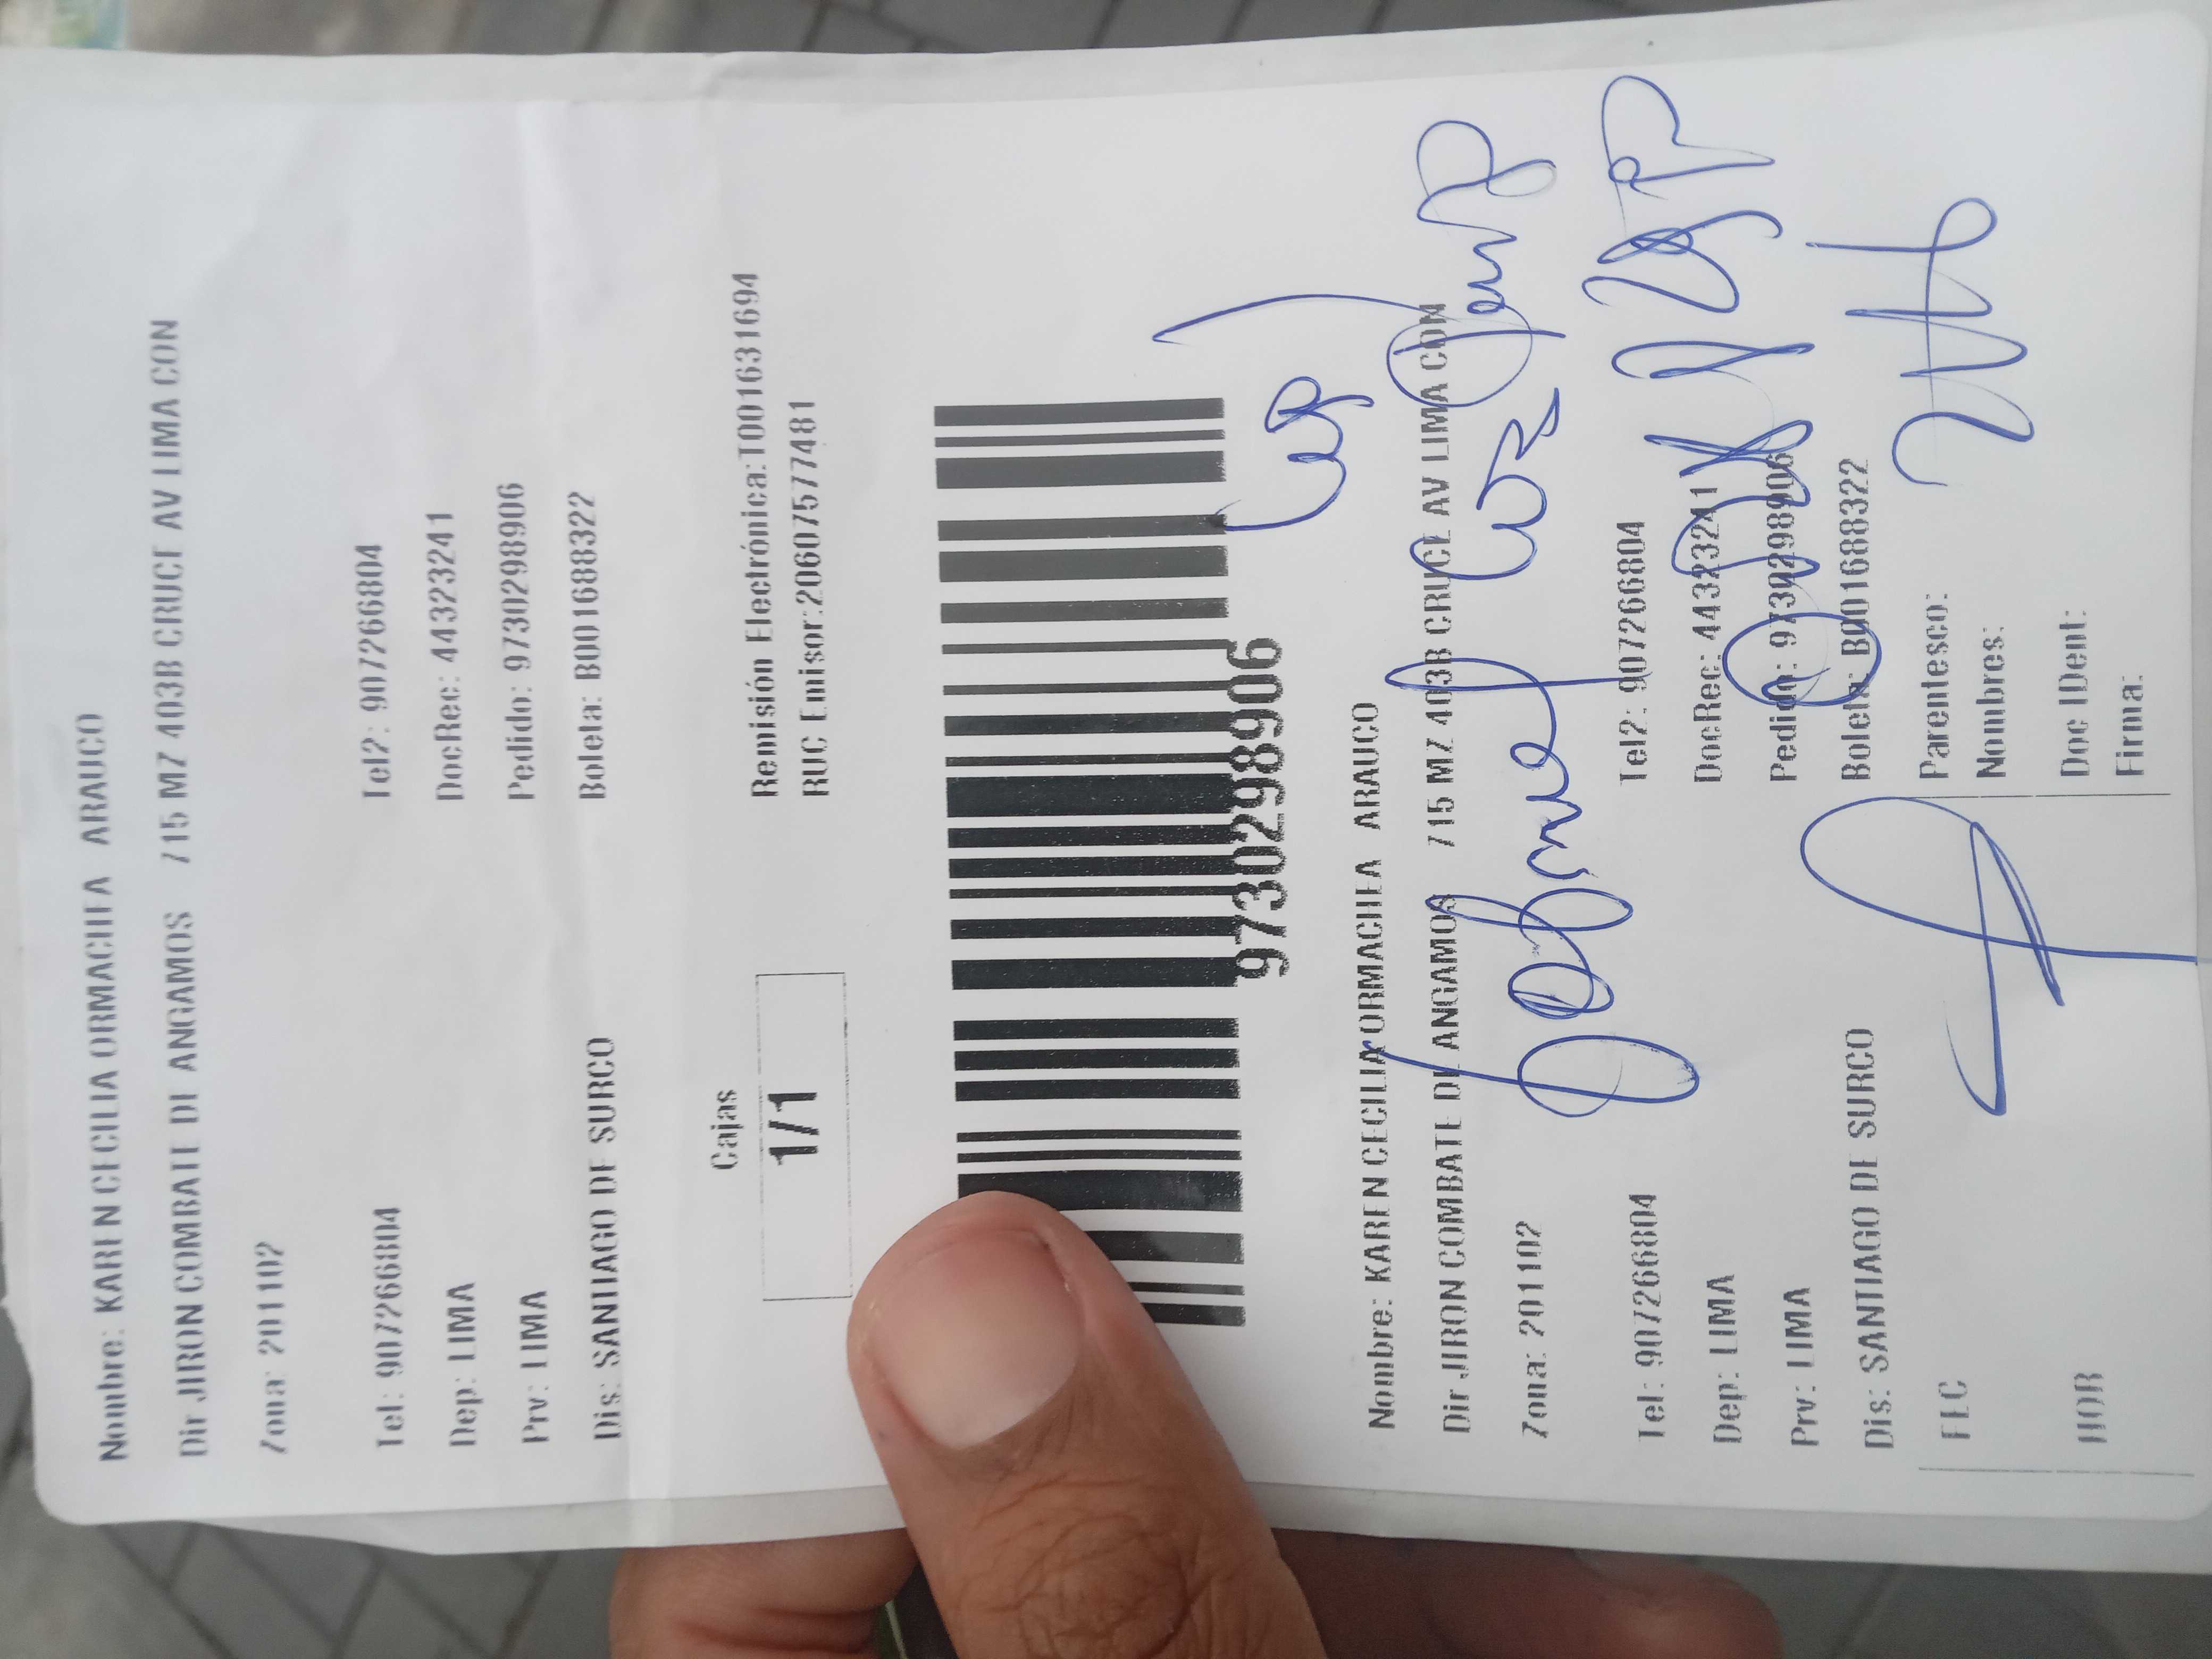 Nombre: KAREN CECILIA ORMACHEA ARAUCO
Dir JIRON COMBATE DE ANGAMOS 715 MZ 403B CRUCE AV LIMA CON
Zona: 201102
Tel: 907266804 Tel2: 907266804
Dep: LIMA DocRec: 44323241
Prv: LIMA Pedido: 9730298906
Dis: SANTIAGO DE SURCO Boleta: B001688322
Cajas
1/1
Remisión Electrónica:T001631694
RUC Emisor:20607577481
9730298906
Nombre: KAREN CECILIA ORMACHEA ARAUCO
Dir JIRON COMBATE DE ANGAMOS 715 MZ 403B CRUCE AV LIMA CON
Zona: 201102
Tel: 907266804 Tel2: 907266804
Dep: LIMA DocRec: 44323241
Prv: LIMA Pedido: 9730298906
Dis: SANTIAGO DE SURCO Boleta: B001688322
FEC Parentesco:
Nombres:
HOR Doc IDent:
Firma: